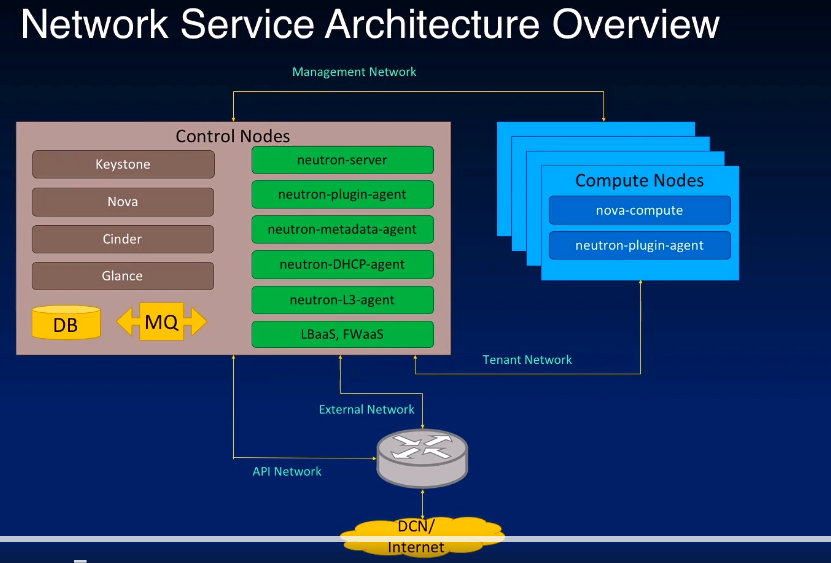 Network Service Architecture Overview
Management Network
Control Nodes
Keystone
Nova
Cinder
Glance
DB
MQ
neutron-server
neutron-plugin-agent
neutron-metadata-agent
neutron-DHCP-agent
neutron-L3-agent
LBaaS, FWaaS
Compute Nodes
nova-compute
neutron-plugin-agent
Tenant Network
External Network
API Network
DCN/
Internet